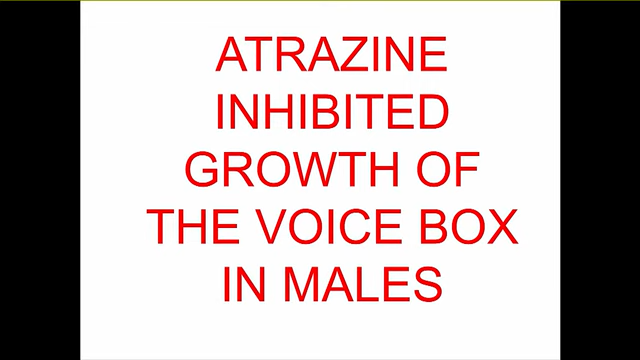 ATRAZINE
INHIBITED
GROWTH OF
THE VOICE BOX
IN MALES